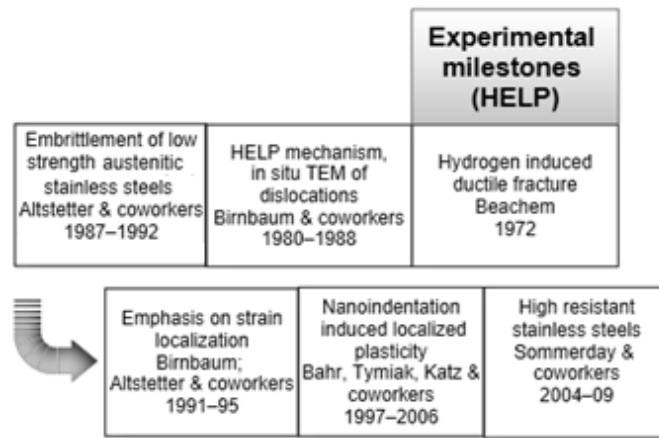 Experimental
milestones
(HELP)
Embrittlement of low
strength austenitic
stainless steels
Altstetter & coworkers
1987–1992
HELP mechanism,
in situ TEM of
dislocations
Birnbaum & coworkers
1980–1988
Hydrogen induced
ductile fracture
Beachem
1972
Emphasis on strain
localization
Birnbaum;
Altstetter & coworkers
1991–95
Nanoindentation
induced localized
plasticity
Bahr, Tymiak, Katz &
coworkers
1997–2006
High resistant
stainless steels
Sommerday &
coworkers
2004–09